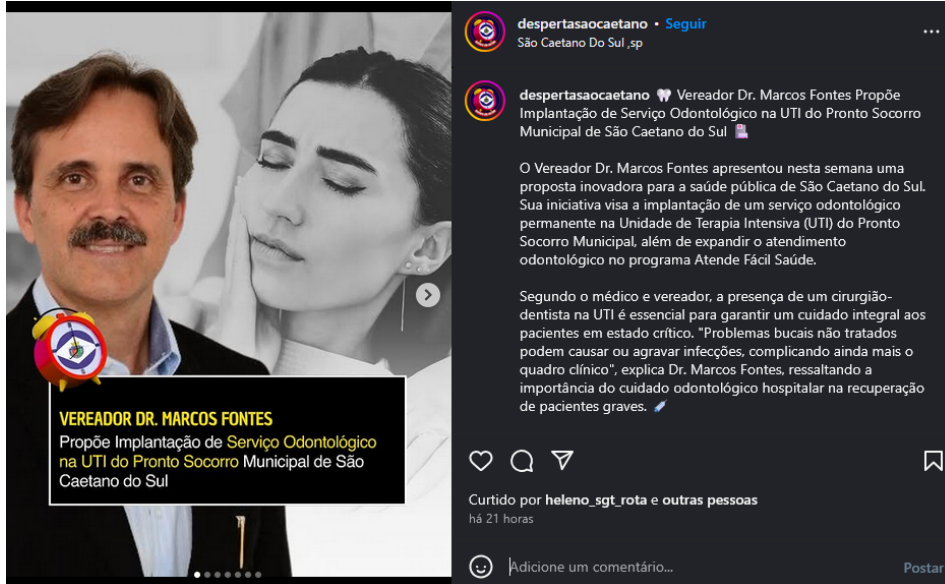 VEREADOR DR. MARCOS FONTES
Propõe Implantação de Serviço Odontológico
na UTI do Pronto Socorro Municipal de São
Caetano do Sul
despertasaocaetano • Seguir
São Caetano Do Sul ,sp
despertasaocaetano 🦷 Vereador Dr. Marcos Fontes Propõe
Implantação de Serviço Odontológico na UTI do Pronto Socorro
Municipal de São Caetano do Sul 🏥
O Vereador Dr. Marcos Fontes apresentou nesta semana uma
proposta inovadora para a saúde pública de São Caetano do Sul.
Sua iniciativa visa a implantação de um serviço odontológico
permanente na Unidade de Terapia Intensiva (UTI) do Pronto
Socorro Municipal, além de expandir o atendimento
odontológico no programa Atende Fácil Saúde.
Segundo o médico e vereador, a presença de um cirurgião-
dentista na UTI é essencial para garantir um cuidado integral aos
pacientes em estado crítico. "Problemas bucais não tratados
podem causar ou agravar infecções, complicando ainda mais o
quadro clínico", explica Dr. Marcos Fontes, ressaltando a
importância do cuidado odontológico hospitalar na recuperação
de pacientes graves. 💉
Curtido por heleno_sgt_rota e outras pessoas
há 21 horas
Adicione um comentário...
Postar